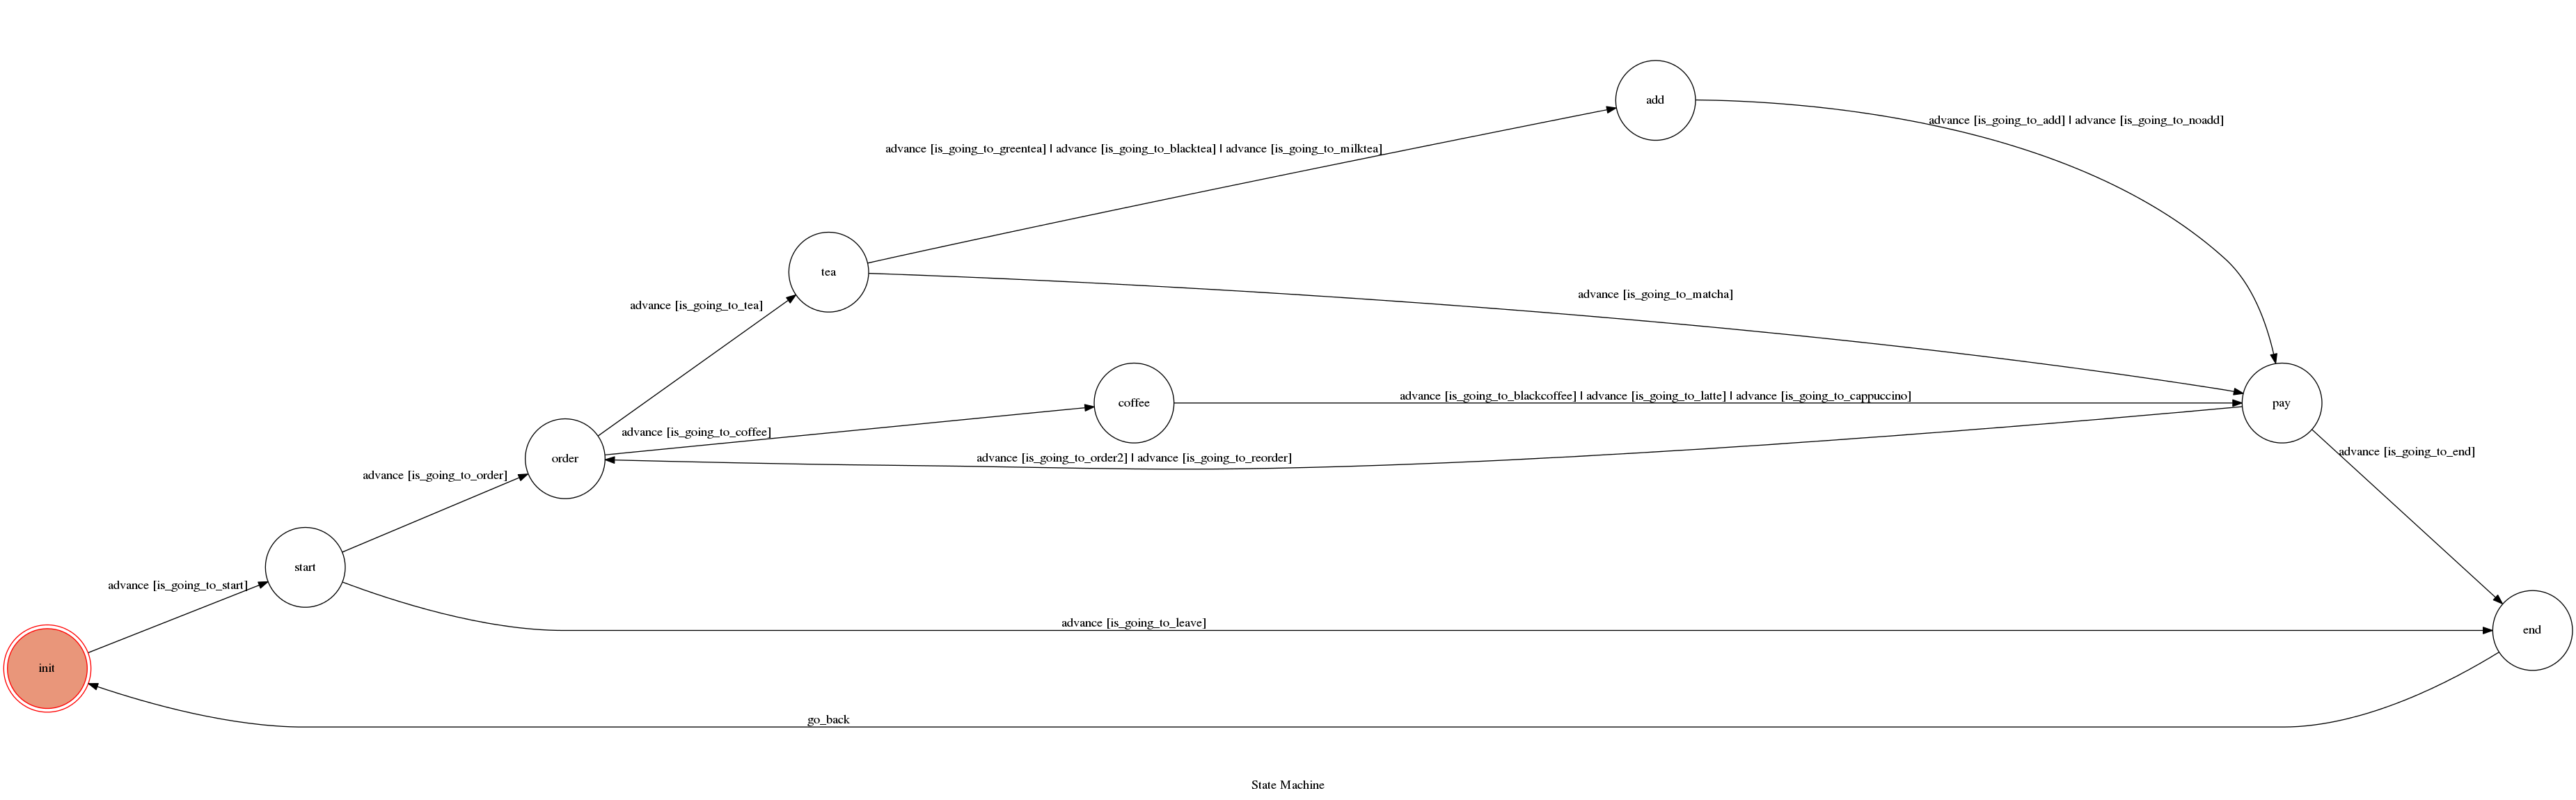 add
advance [is_going_to_add] | advance [is_going_to_noadd]
advance [is_going_to_greentea] | advance [is_going_to_blacktea] | advance [is_going_to_milktea]
tea
advance [is_going_to_matcha]
advance [is_going_to_tea]
advance [is_going_to_blackcoffee] | advance [is_going_to_latte] | advance [is_going_to_cappuccino]
coffee
pay
advance [is_going_to_coffee]
advance [is_going_to_end]
order
advance [is_going_to_order2] | advance [is_going_to_reorder]
advance [is_going_to_order]
start
advance [is_going_to_start]
advance [is_going_to_leave]
end
init
go_back
State Machine